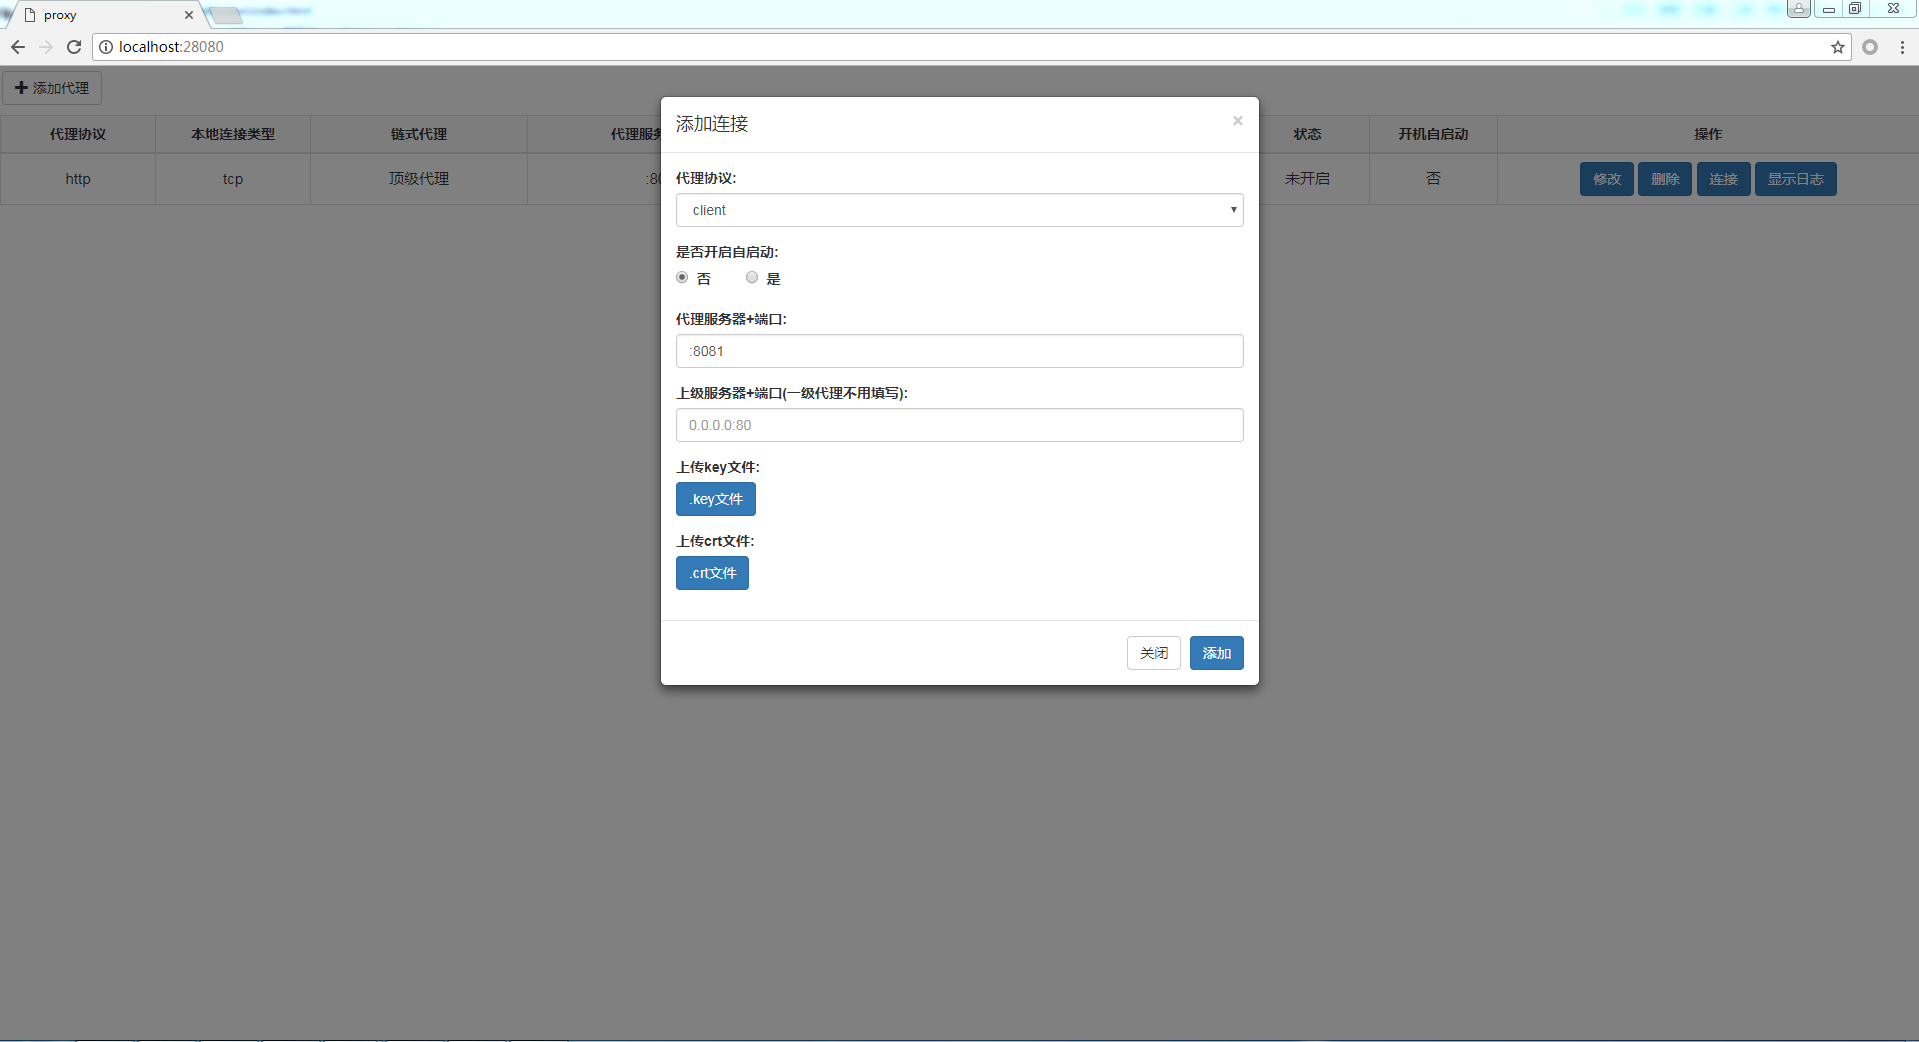 proxy
localhost:28080
添加代理
代理协议 本地连接类型 链式代理 代理服务 状态 开机自启动 操作
http tcp 顶级代理 :80 未开启 否 修改 删除 连接 显示日志
添加连接 ×
代理协议:
client
是否开启自启动:
否 是
代理服务器+端口:
:8081
上级服务器+端口(一级代理不用填写):
0.0.0.0:80
上传key文件:
.key文件
上传crt文件:
.crt文件
关闭 添加